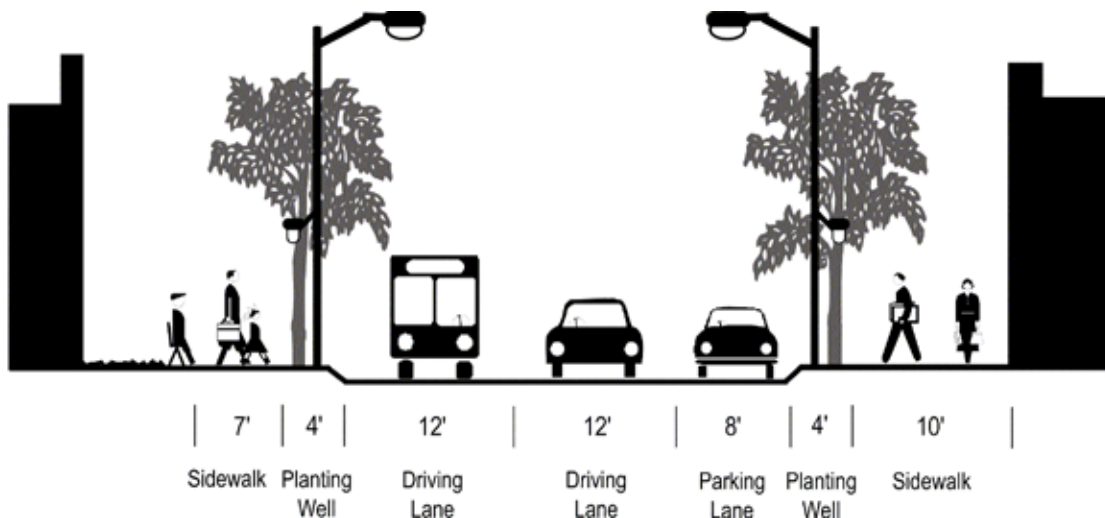 7' 4' 12' 12' 8' 4' 10'
Sidewalk Planting Well Driving Lane Driving Lane Parking Lane Planting Well Sidewalk